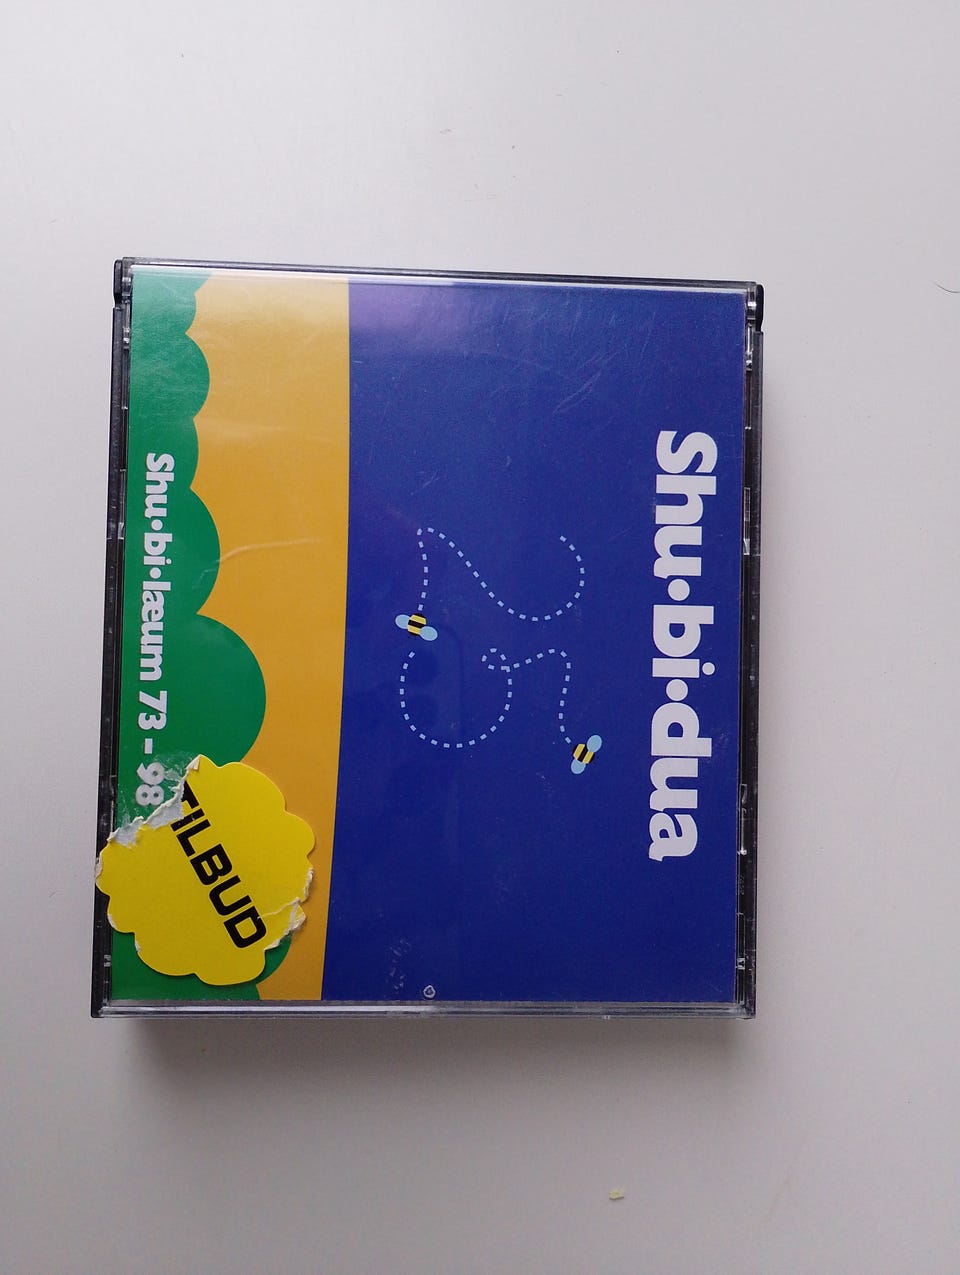 Shu•bi•dua
Shu•bi•læum 73 - 98
TILBUD